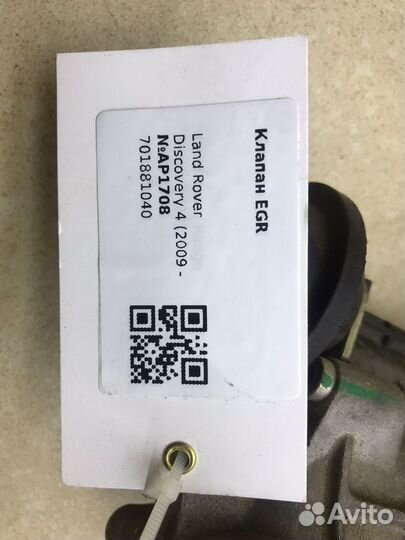 Клапан EGR
Land Rover
Discovery 4 (2009 -
№AP1708
701881040
Avito